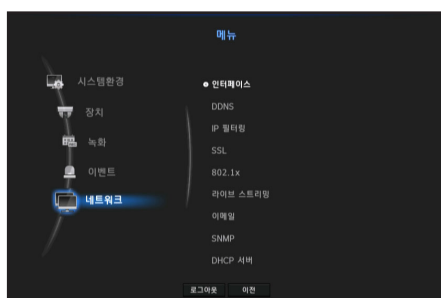 메뉴
시스템환경
장치
녹화
이벤트
네트워크
인터페이스
DDNS
IP 필터링
SSL
802.1x
라이브 스트리밍
이메일
SNMP
DHCP 서버
로그아웃 이전